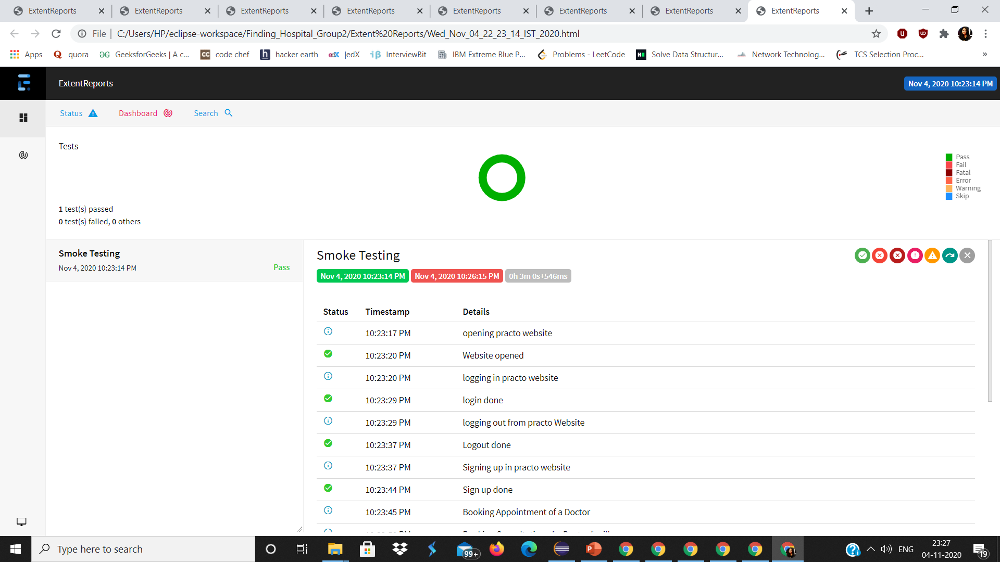 ExtentReports ExtentReports ExtentReports ExtentReports ExtentReports ExtentReports ExtentReports ExtentReports
File | C:/Users/HP/eclipse-workspace/Finding_Hospital_Group2/Extent%20Reports/Wed_Nov_04_22_23_14_IST_2020.html
Apps quora GeeksforGeeks | A c... code chef hacker earth |edX InterviewBit IBM Extreme Blue P... Problems - LeetCode Solve Data Structur... Network Technolog... TCS Selection Proc... »
ExtentReports
Nov 4, 2020 10:23:14 PM
Status Dashboard Search
Tests
Pass
Fail
Fatal
Error
Warning
Skip
1 test(s) passed
0 test(s) failed, 0 others
Smoke Testing
Nov 4, 2020 10:23:14 PM
Pass
Smoke Testing
Nov 4, 2020 10:23:14 PM Nov 4, 2020 10:26:15 PM 0h 3m 0s+546ms
Status Timestamp Details
10:23:17 PM opening practo website
10:23:20 PM Website opened
10:23:20 PM logging in practo website
10:23:29 PM login done
10:23:29 PM logging out from practo Website
10:23:37 PM Logout done
10:23:37 PM Signing up in practo website
10:23:44 PM Sign up done
10:23:45 PM Booking Appointment of a Doctor
Type here to search
99+
ENG
23:27
04-11-2020
19